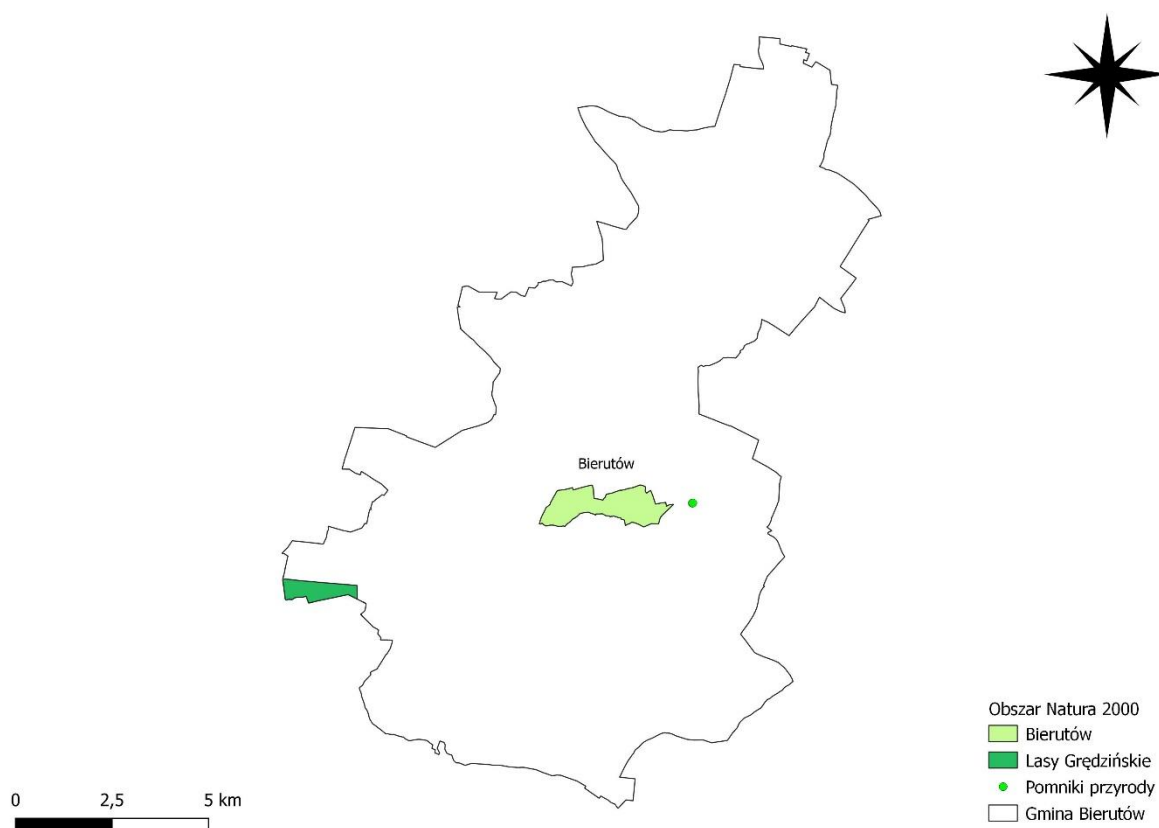 Bierutów
0 2,5 5 km
Obszar Natura 2000
Bierutów
Lasy Grędzińskie
Pomniki przyrody
Gmina Bierutów